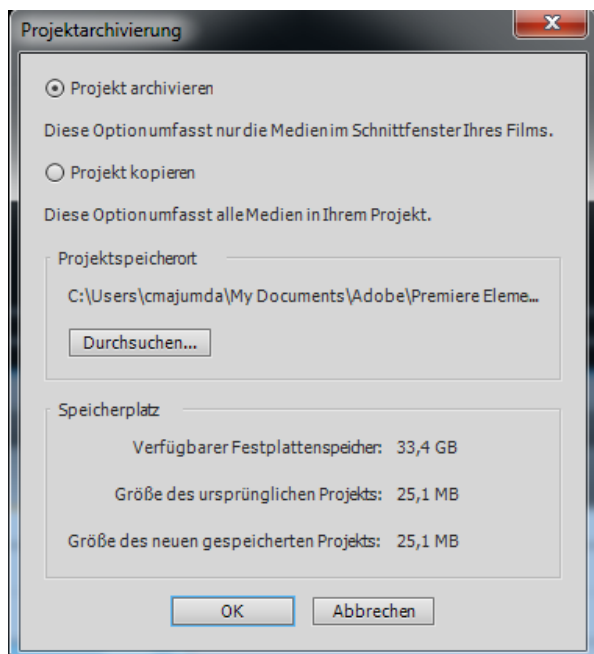 Projektarchivierung
Projekt archivieren
Diese Option umfasst nur die Medien im Schnittfenster Ihres Films.
Projekt kopieren
Diese Option umfasst alle Medien in Ihrem Projekt.
Projektspeicherort
C:\Users\cmajumda\My Documents\Adobe\Premiere Eleme...
Durchsuchen...
Speicherplatz
Verfügbarer Festplattenspeicher: 33,4 GB
Größe des ursprünglichen Projekts: 25,1 MB
Größe des neuen gespeicherten Projekts: 25,1 MB
OK Abbrechen